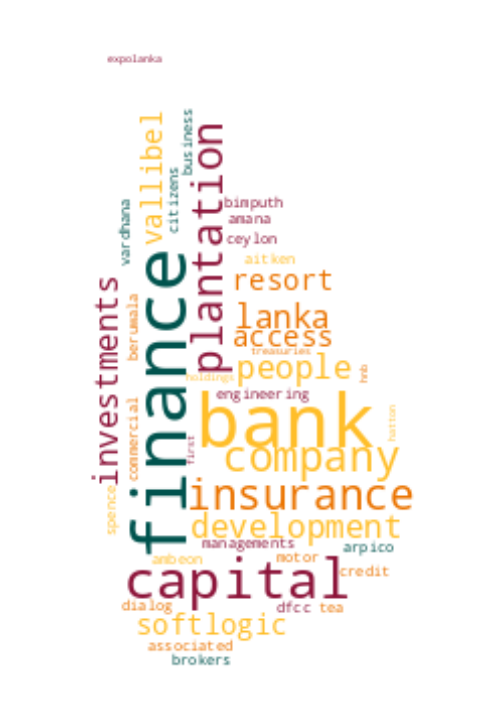 expolanka
vallibel
business
plantation
citizens
vardhana
bimputh
amana
ceylon
finance
aitken
resort
investments
berumala
lanka
access
treasuries
people
hnb
holdings
engineering
bank
commercial
hatton
first
company
insurance
spence
development
managements
arpico
ambeon
motor
capital
credit
dialog
dfcc
tea
softlogic
associated
brokers